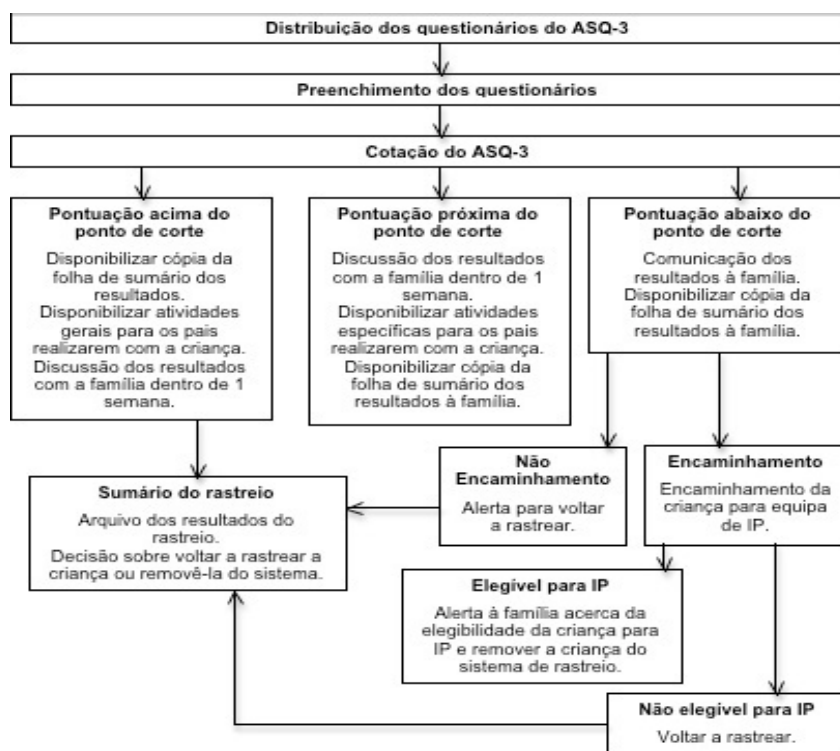 Distribuição dos questionários do ASQ-3
Preenchimento dos questionários
Cotação do ASQ-3
Pontuação acima do
ponto de corte
Disponibilizar cópia da
folha de sumário dos
resultados.
Disponibilizar atividades
gerais para os pais
realizarem com a criança.
Discussão dos resultados
com a família dentro de 1
semana.
Pontuação próxima do
ponto de corte
Discussão dos resultados
com a família dentro de 1
semana.
Disponibilizar atividades
específicas para os pais
realizarem com a criança.
Disponibilizar cópia da
folha de sumário dos
resultados à família.
Pontuação abaixo do
ponto de corte
Comunicação dos
resultados à família.
Disponibilizar cópia da
folha de sumário dos
resultados à família.
Não
Encaminhamento
Alerta para voltar
a rastrear.
Encaminhamento
Encaminhamento da
criança para equipa
de IP.
Sumário do rastreio
Arquivo dos resultados do
rastreio.
Decisão sobre voltar a rastrear a
criança ou removê-la do sistema.
Elegível para IP
Alerta à família acerca da
elegibilidade da criança para
IP e remover a criança do
sistema de rastreio.
Não elegível para IP
Voltar a rastrear.